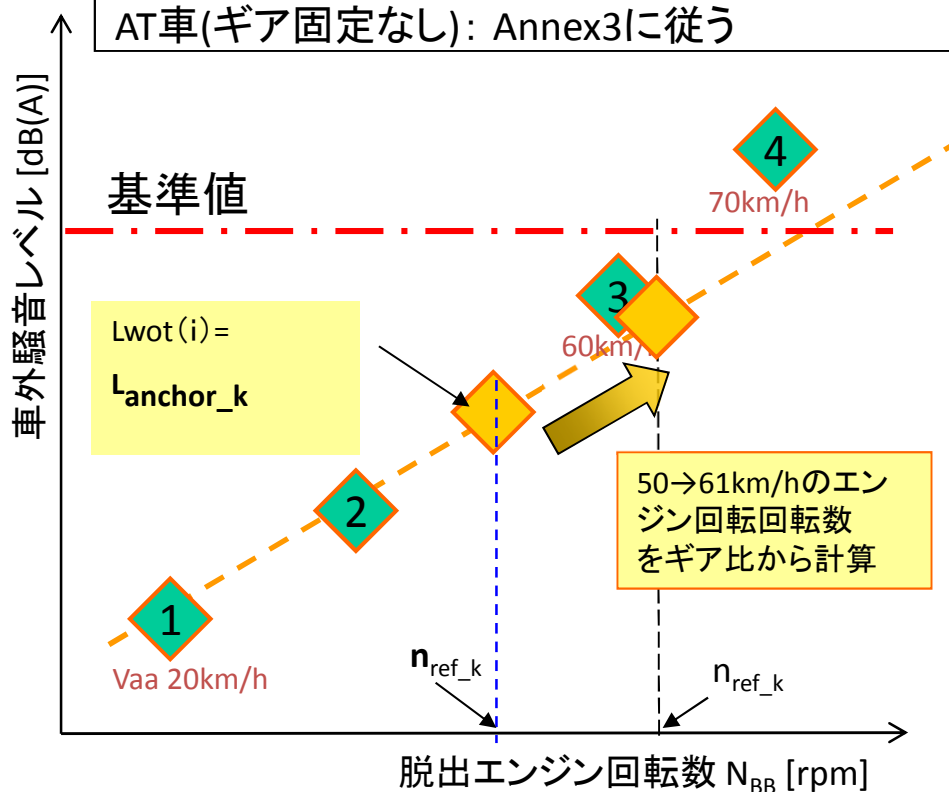 AT車(ギア固定なし): Annex3に従う
車外騒音レベル [dB(A)]
基準値
4
70km/h
3
60km/h
Lwot(i)=
Lanchor_k
50→61km/hのエン
ジン回転回転数
をギア比から計算
2
1
Vaa 20km/h
nref_k
nref_k
脱出エンジン回転数 NBB [rpm]